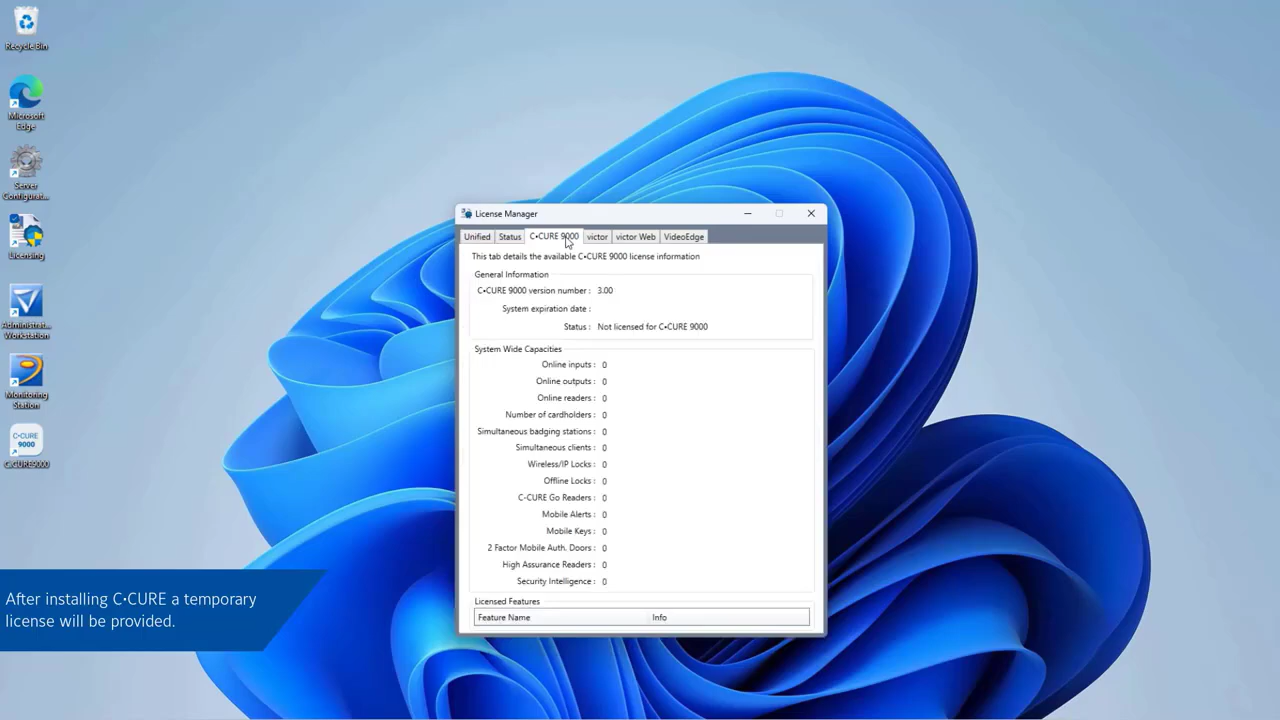 Recycle Bin
Microsoft
Edge
Server
Configurat...
Licensing
Administrat...
Workstation
Monitoring
Station
C•CURE
9000
C•CURE9000
License Manager
Unified Status C•CURE 9000 victor victor Web VideoEdge
This tab details the available C•CURE 9000 license information
General Information
C•CURE 9000 version number : 3.00
System expiration date :
Status : Not licensed for C•CURE 9000
System Wide Capacities
Online inputs : 0
Online outputs : 0
Online readers : 0
Number of cardholders : 0
Simultaneous badging stations : 0
Simultaneous clients : 0
Wireless/IP Locks : 0
Offline Locks : 0
C-CURE Go Readers : 0
Mobile Alerts : 0
Mobile Keys : 0
2 Factor Mobile Auth. Doors : 0
High Assurance Readers : 0
Security Intelligence : 0
Licensed Features
Feature Name Info
After installing C•CURE a temporary
license will be provided.